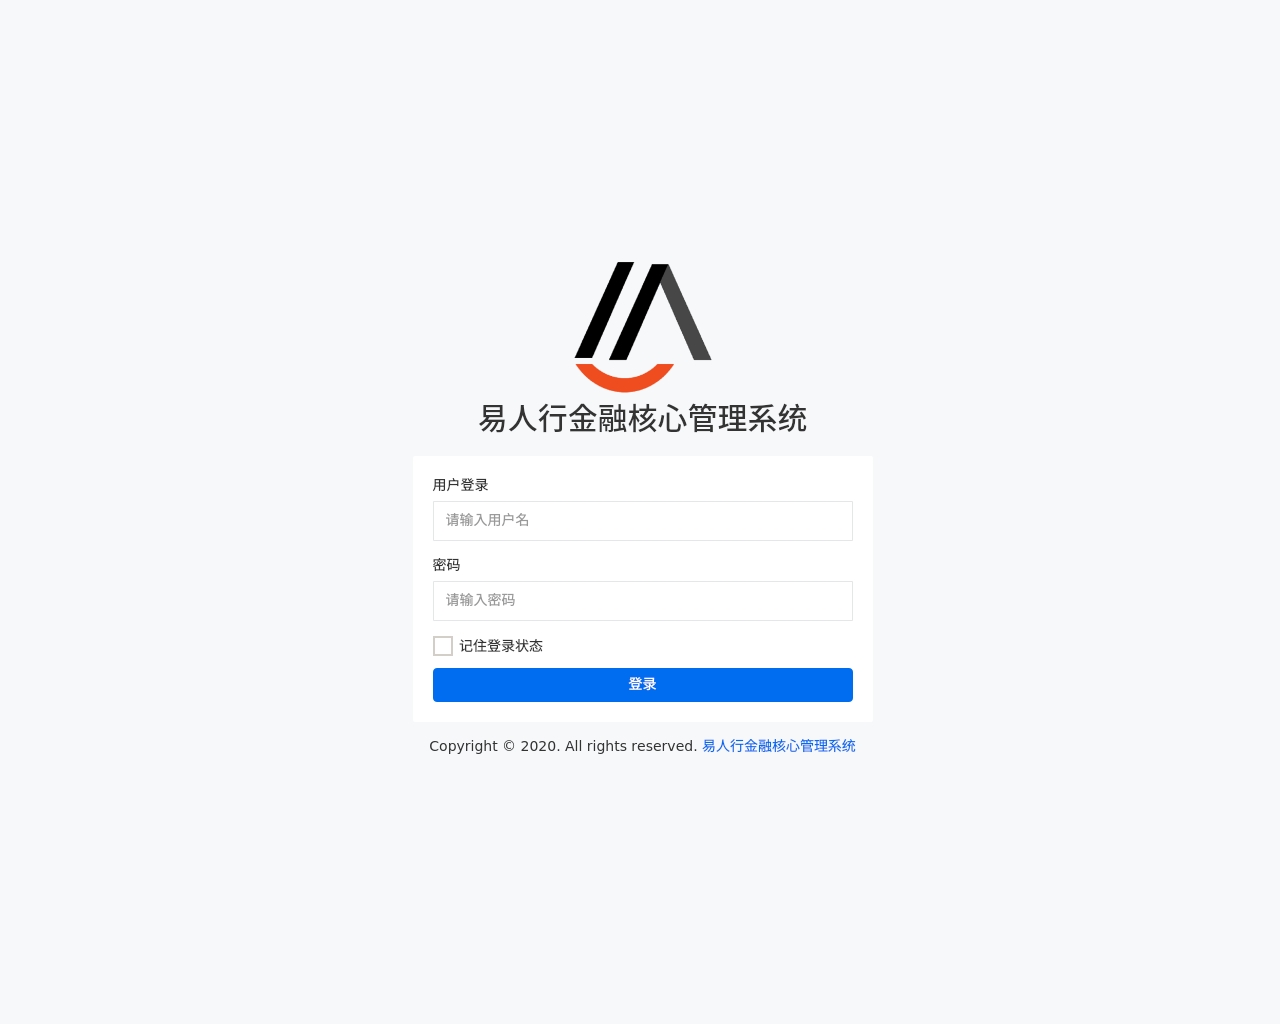 易人行金融核心管理系统
用户登录
请输入用户名
密码
请输入密码
记住登录状态
登录
Copyright © 2020. All rights reserved. 易人行金融核心管理系统